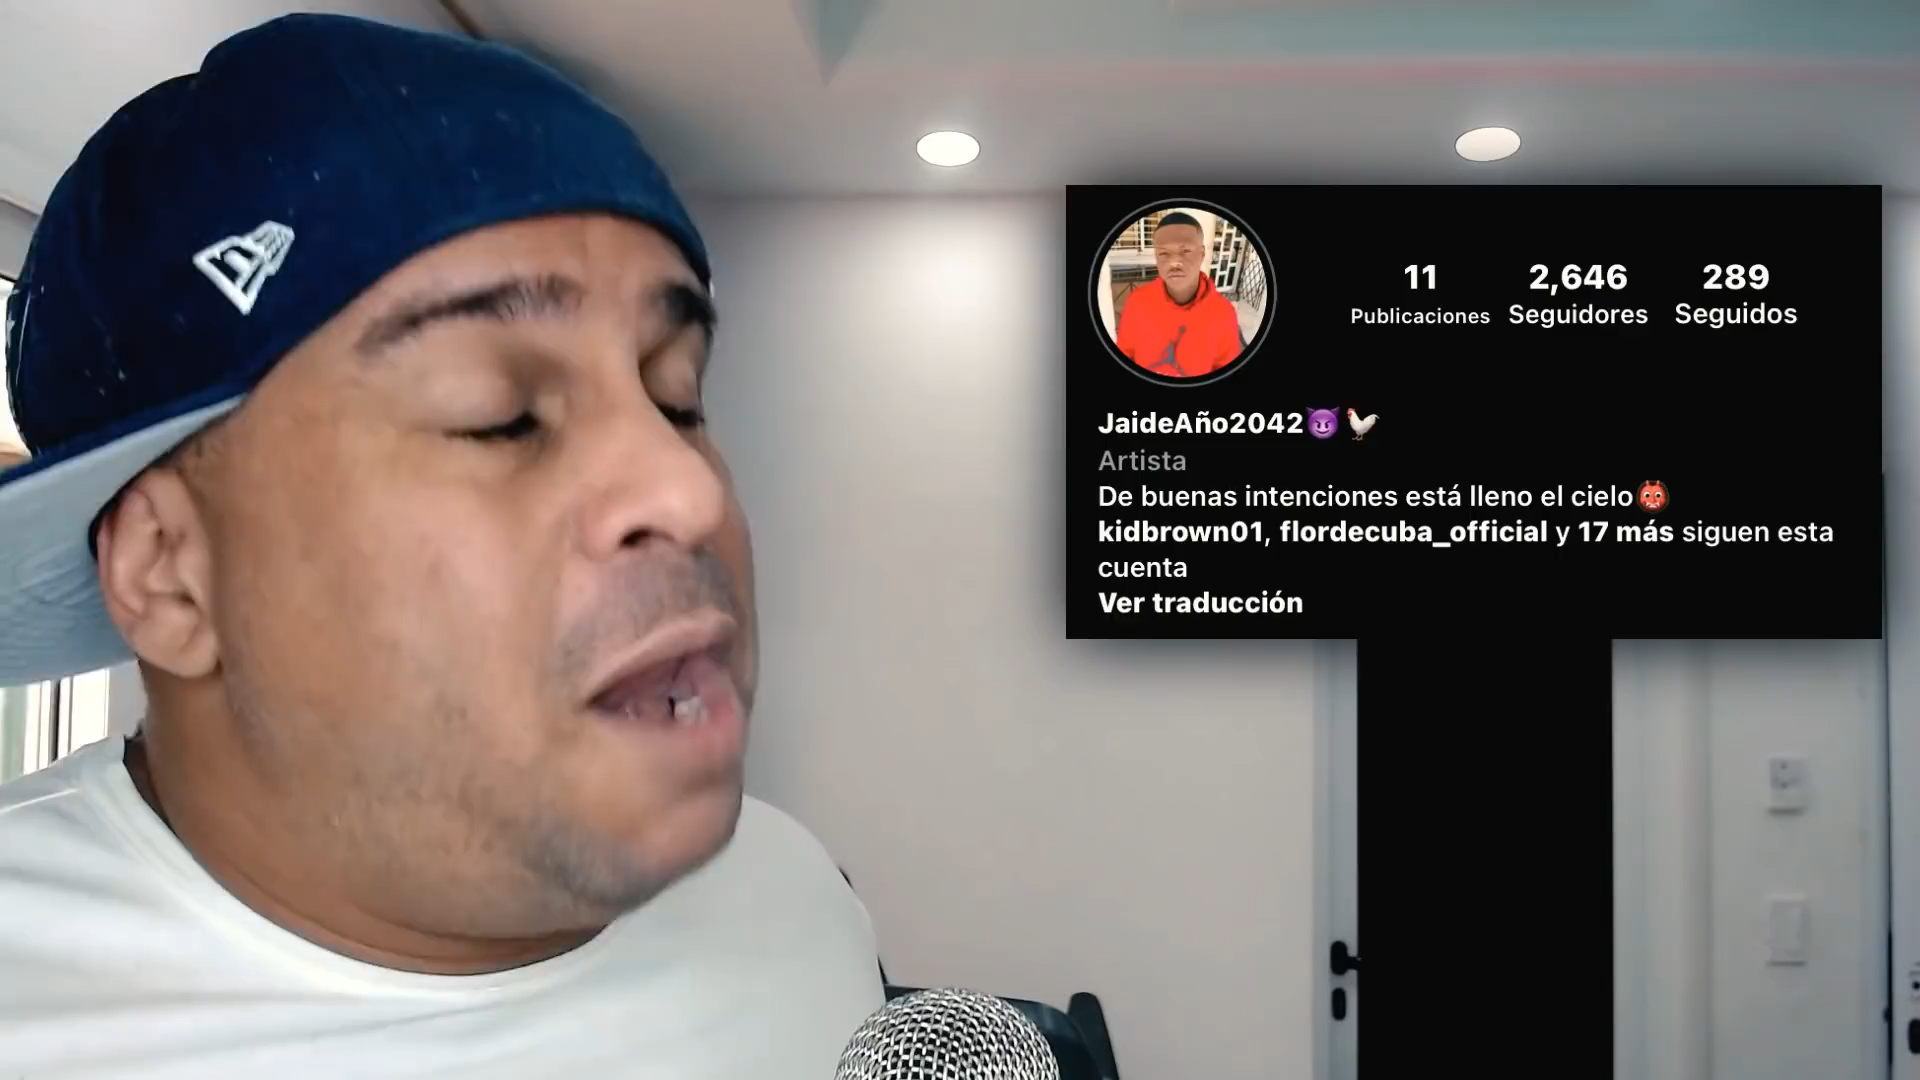 11 2,646 289
Publicaciones Seguidores Seguidos
JaideAño2042😈🐓
Artista
De buenas intenciones está lleno el cielo👹
kidbrown01, flordecuba_official y 17 más siguen esta
cuenta
Ver traducción